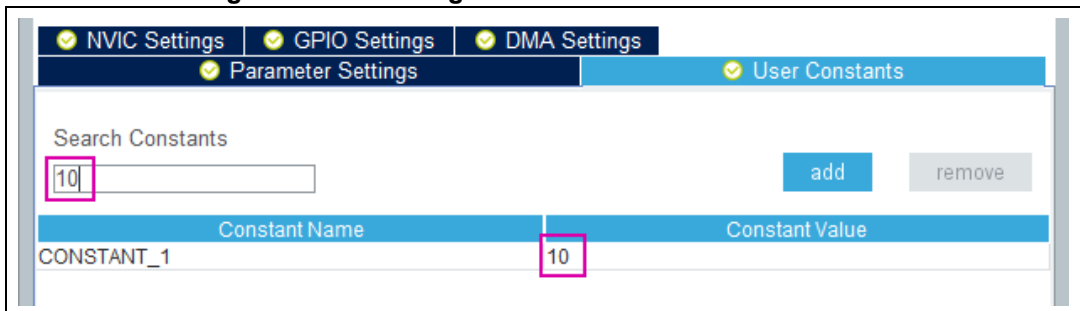 NVIC Settings GPIO Settings DMA Settings
Parameter Settings User Constants
Search Constants
10 add remove
Constant Name Constant Value
CONSTANT_1 10